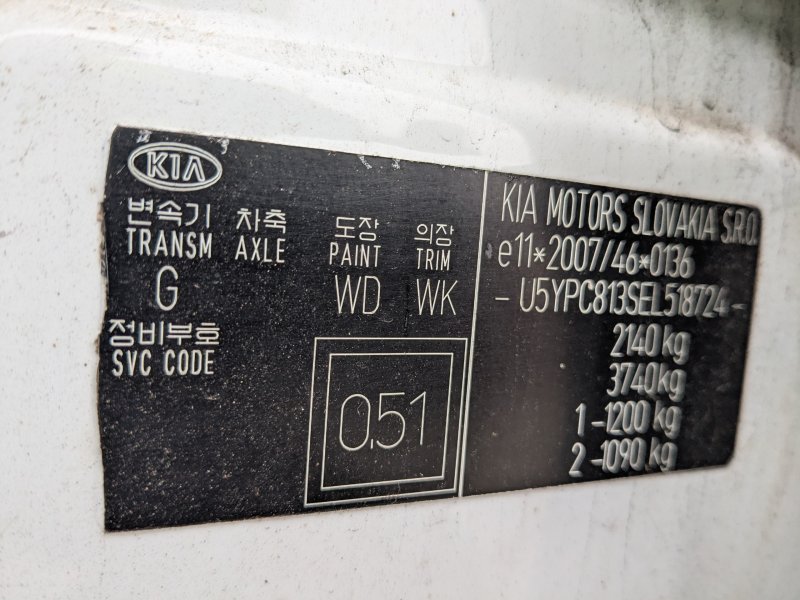 KIA
변속기 차축 도장 의장
TRANSM AXLE PAINT TRIM
G WD WK
정비부호
SVC CODE
0.51
KIA MOTORS SLOVAKIA S.R.O.
e11*2007/46*0136
- U5YPC813SEL518724 -
2140 kg
3740 kg
1 - 1200 kg
2 - 1090 kg